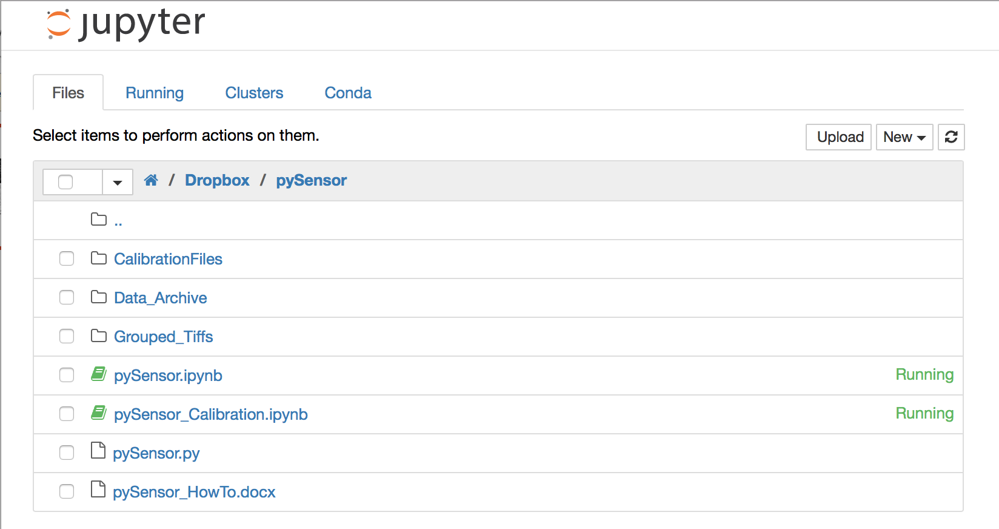 jupyter
Files Running Clusters Conda
Select items to perform actions on them. Upload New
/ Dropbox / pySensor
..
CalibrationFiles
Data_Archive
Grouped_Tiffs
pySensor.ipynb Running
pySensor_Calibration.ipynb Running
pySensor.py
pySensor_HowTo.docx